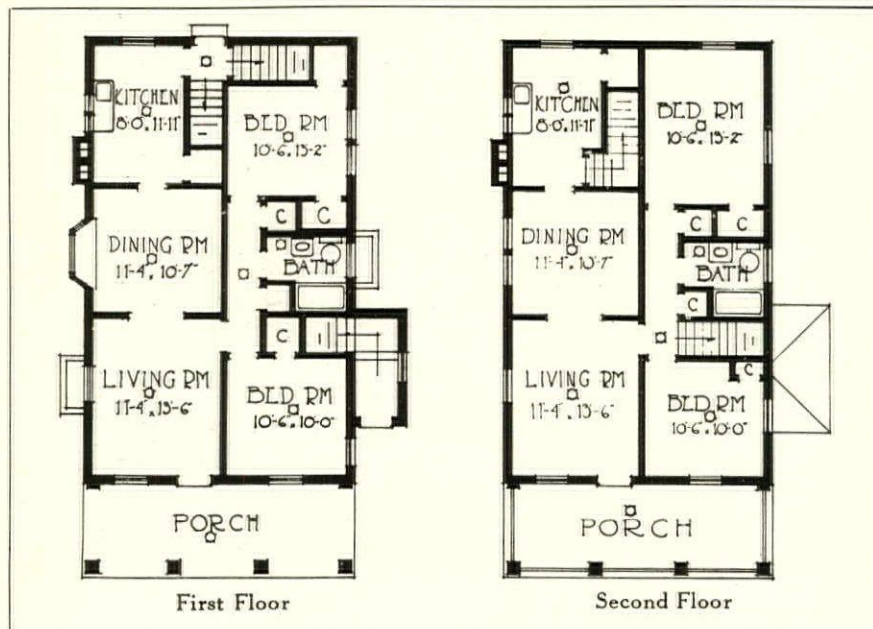 KITCHEN
8'-0" x 11'-11"
BED RM
10'-6" x 13'-2"
C
C
DINING RM
11'-4" x 10'-7"
BATH
C
LIVING RM
11'-4" x 13'-6"
BED RM
10'-6" x 10'-0"
PORCH
First Floor
KITCHEN
8'-0" x 11'-11"
BED RM
10'-6" x 13'-2"
C
C
DINING RM
11'-4" x 10'-7"
BATH
C
LIVING RM
11'-4" x 13'-6"
C
BED RM
10'-6" x 10'-0"
PORCH
Second Floor